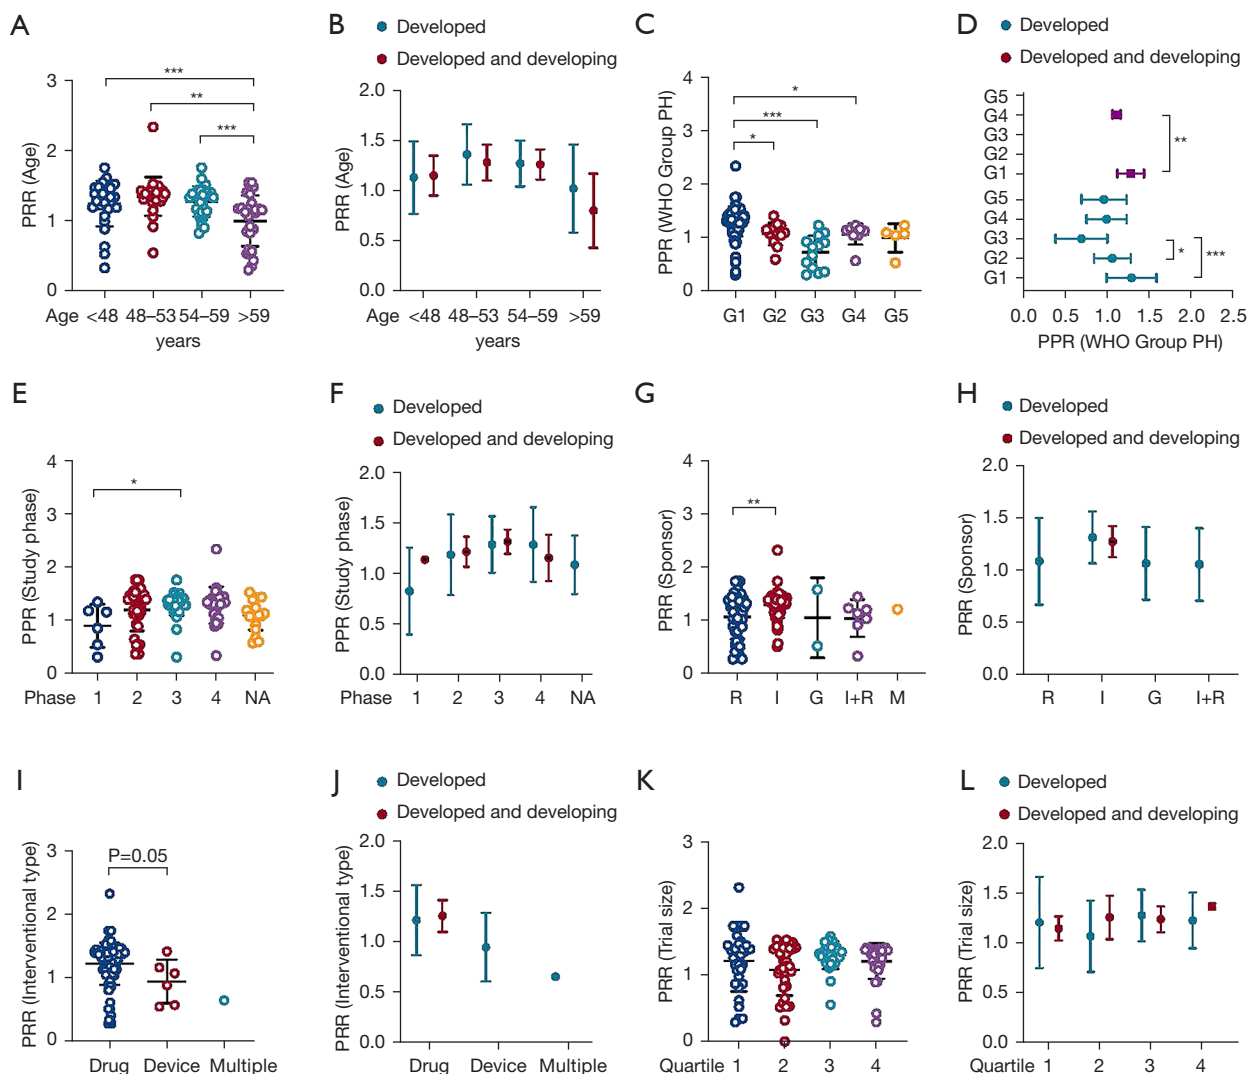 A
***
**
***
3
2
1
0
PRR (Age)
Age <48 48–53 54–59 >59
years
B
Developed
Developed and developing
2.0
1.5
1.0
0.5
0.0
PRR (Age)
Age <48 48–53 54–59 >59
years
C
*
***
*
4
3
2
1
0
PPR (WHO Group PH)
G1 G2 G3 G4 G5
D
Developed
Developed and developing
G5
G4
G3
G2
G1
G5
G4
G3
G2
G1
**
*
***
0.0 0.5 1.0 1.5 2.0 2.5
PPR (WHO Group PH)
E
*
4
3
2
1
0
PPR (Study phase)
Phase 1 2 3 4 NA
F
Developed
Developed and developing
2.0
1.5
1.0
0.5
0.0
PPR (Study phase)
Phase 1 2 3 4 NA
G
**
4
3
2
1
0
PRR (Sponsor)
R I G I+R M
H
Developed
Developed and developing
2.0
1.5
1.0
0.5
0.0
PRR (Sponsor)
R I G I+R
I
P=0.05
3
2
1
0
PRR (Interventional type)
Drug Device Multiple
J
Developed
Developed and developing
2.0
1.5
1.0
0.5
0.0
PRR (Interventional type)
Drug Device Multiple
K
3
2
1
0
PRR (Trial size)
Quartile 1 2 3 4
L
Developed
Developed and developing
2.0
1.5
1.0
0.5
0.0
PRR (Trial size)
Quartile 1 2 3 4